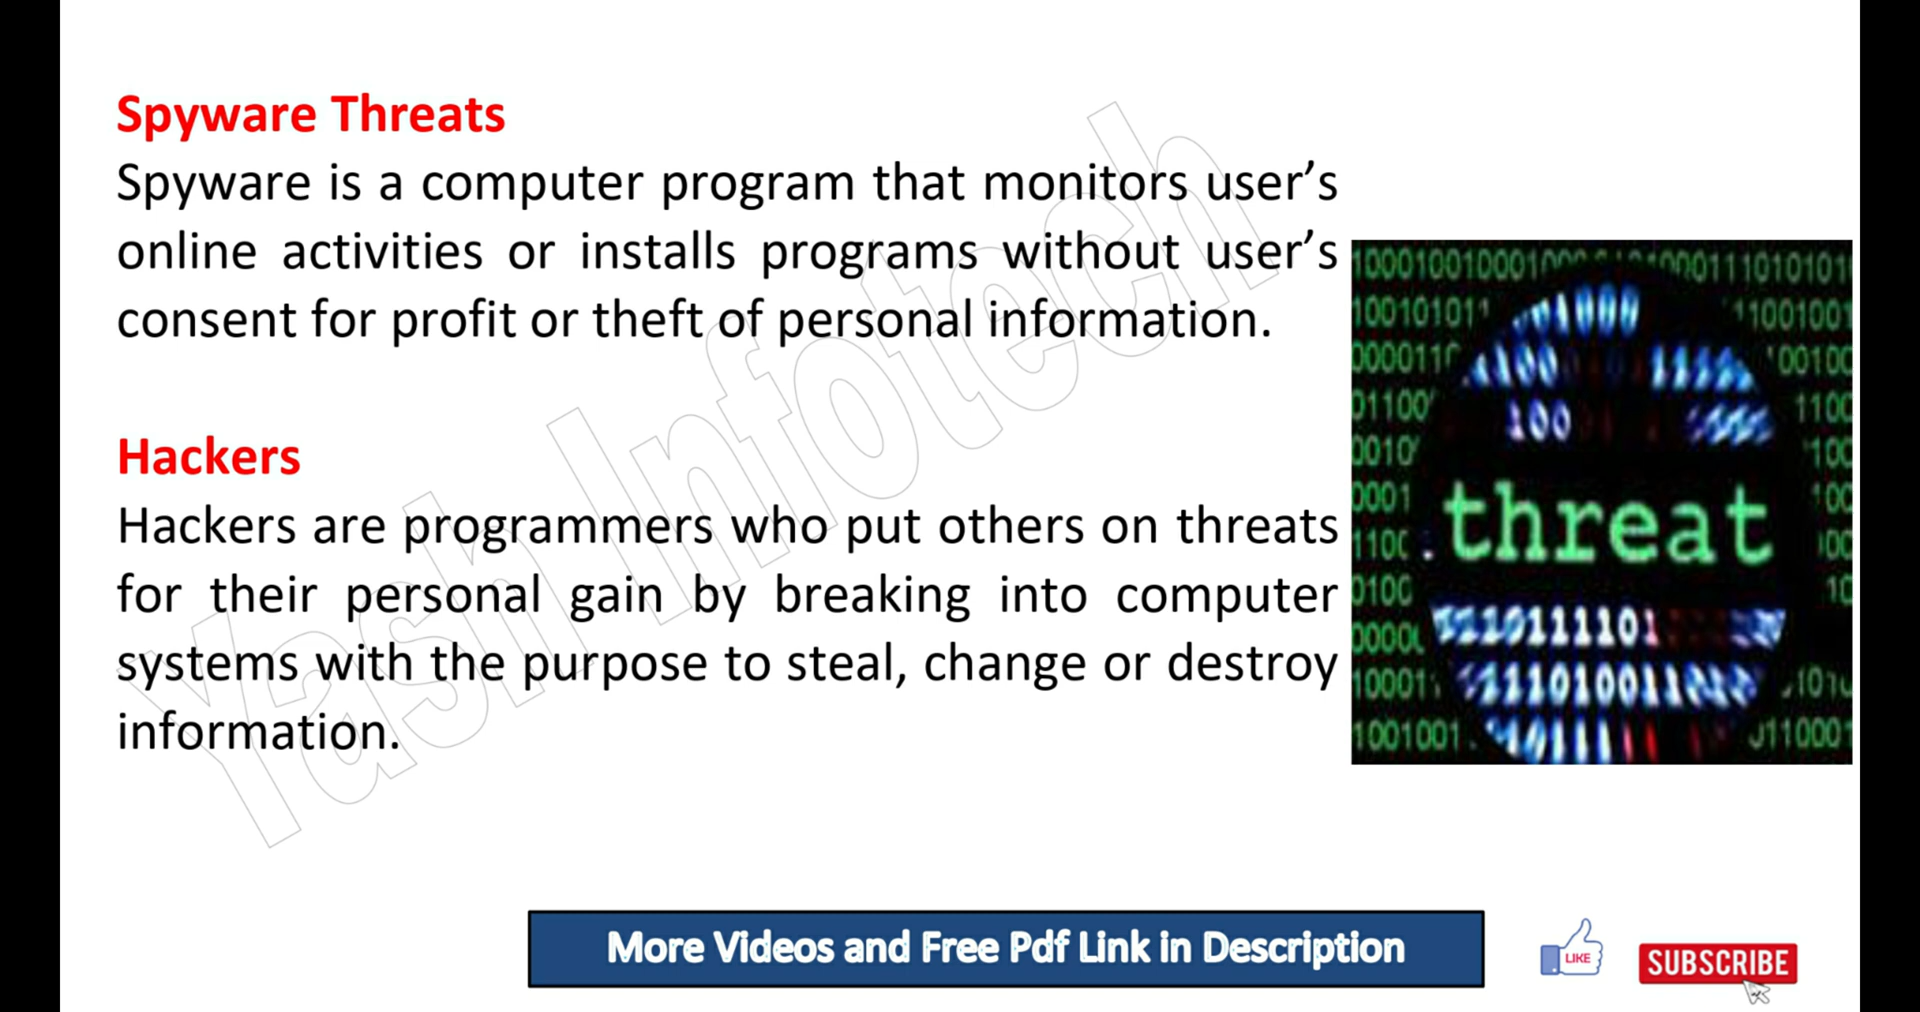 Spyware Threats
Spyware is a computer program that monitors user’s
online activities or installs programs without user’s
consent for profit or theft of personal information.
Hackers
Hackers are programmers who put others on threats
for their personal gain by breaking into computer
systems with the purpose to steal, change or destroy
information.
Yash Infotech
.threat
More Videos and Free Pdf Link in Description
LIKE
SUBSCRIBE